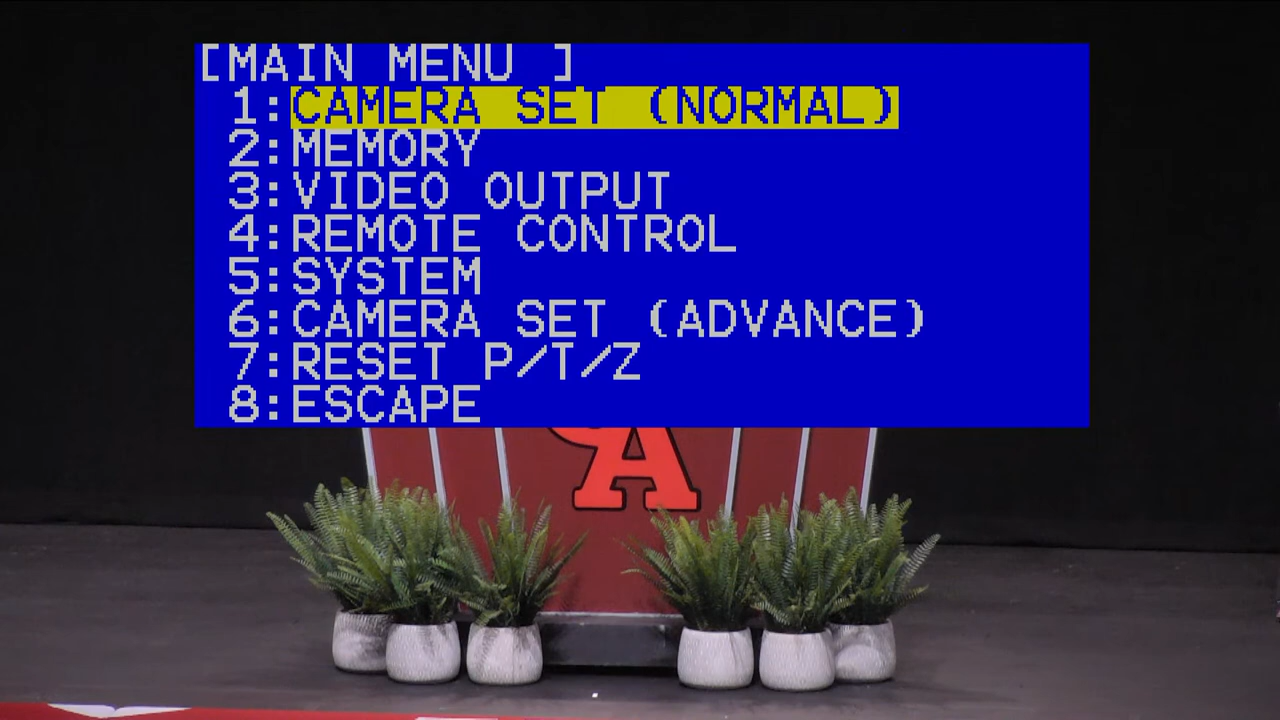 [MAIN MENU ]
1:CAMERA SET (NORMAL)
2:MEMORY
3:VIDEO OUTPUT
4:REMOTE CONTROL
5:SYSTEM
6:CAMERA SET (ADVANCE)
7:RESET P/T/Z
8:ESCAPE
A